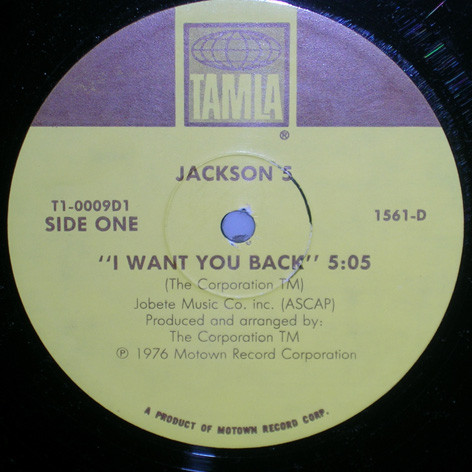 TAMLA
®
JACKSON 5
T1-0009D1
SIDE ONE
1561-D
"I WANT YOU BACK" 5:05
(The Corporation TM)
Jobete Music Co. inc. (ASCAP)
Produced and arranged by:
The Corporation TM
℗ 1976 Motown Record Corporation
A PRODUCT OF MOTOWN RECORD CORP.